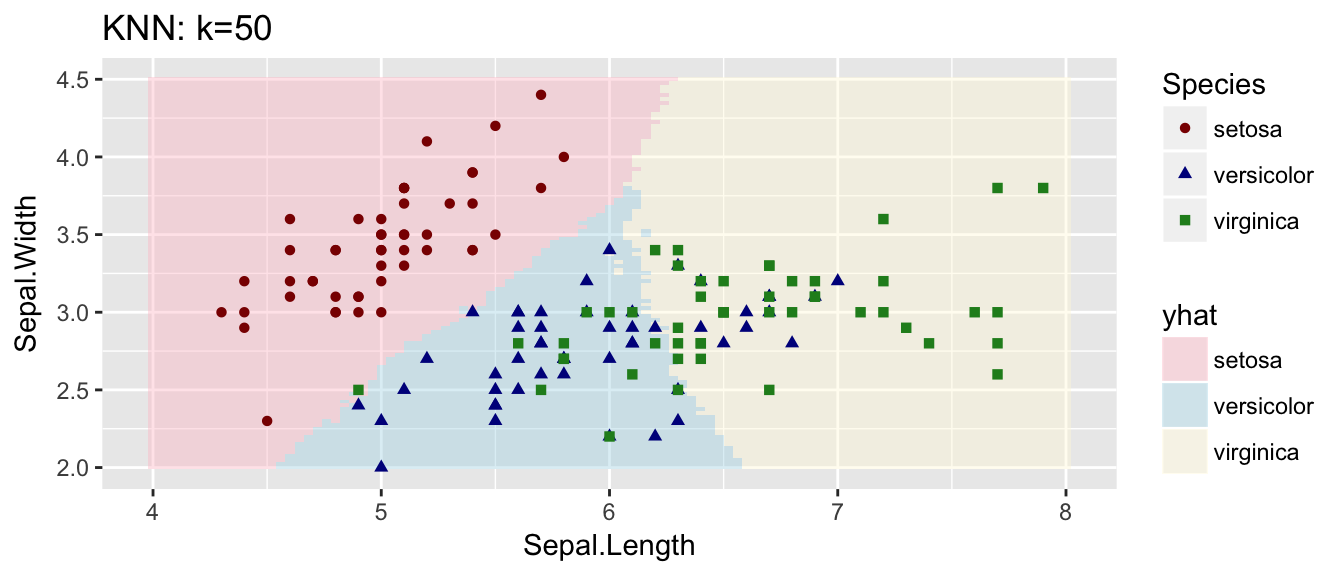 KNN: k=50
4.5
4.0
3.5
3.0
2.5
2.0
Sepal.Width
4 5 6 7 8
Sepal.Length
Species
setosa
versicolor
virginica
yhat
setosa
versicolor
virginica